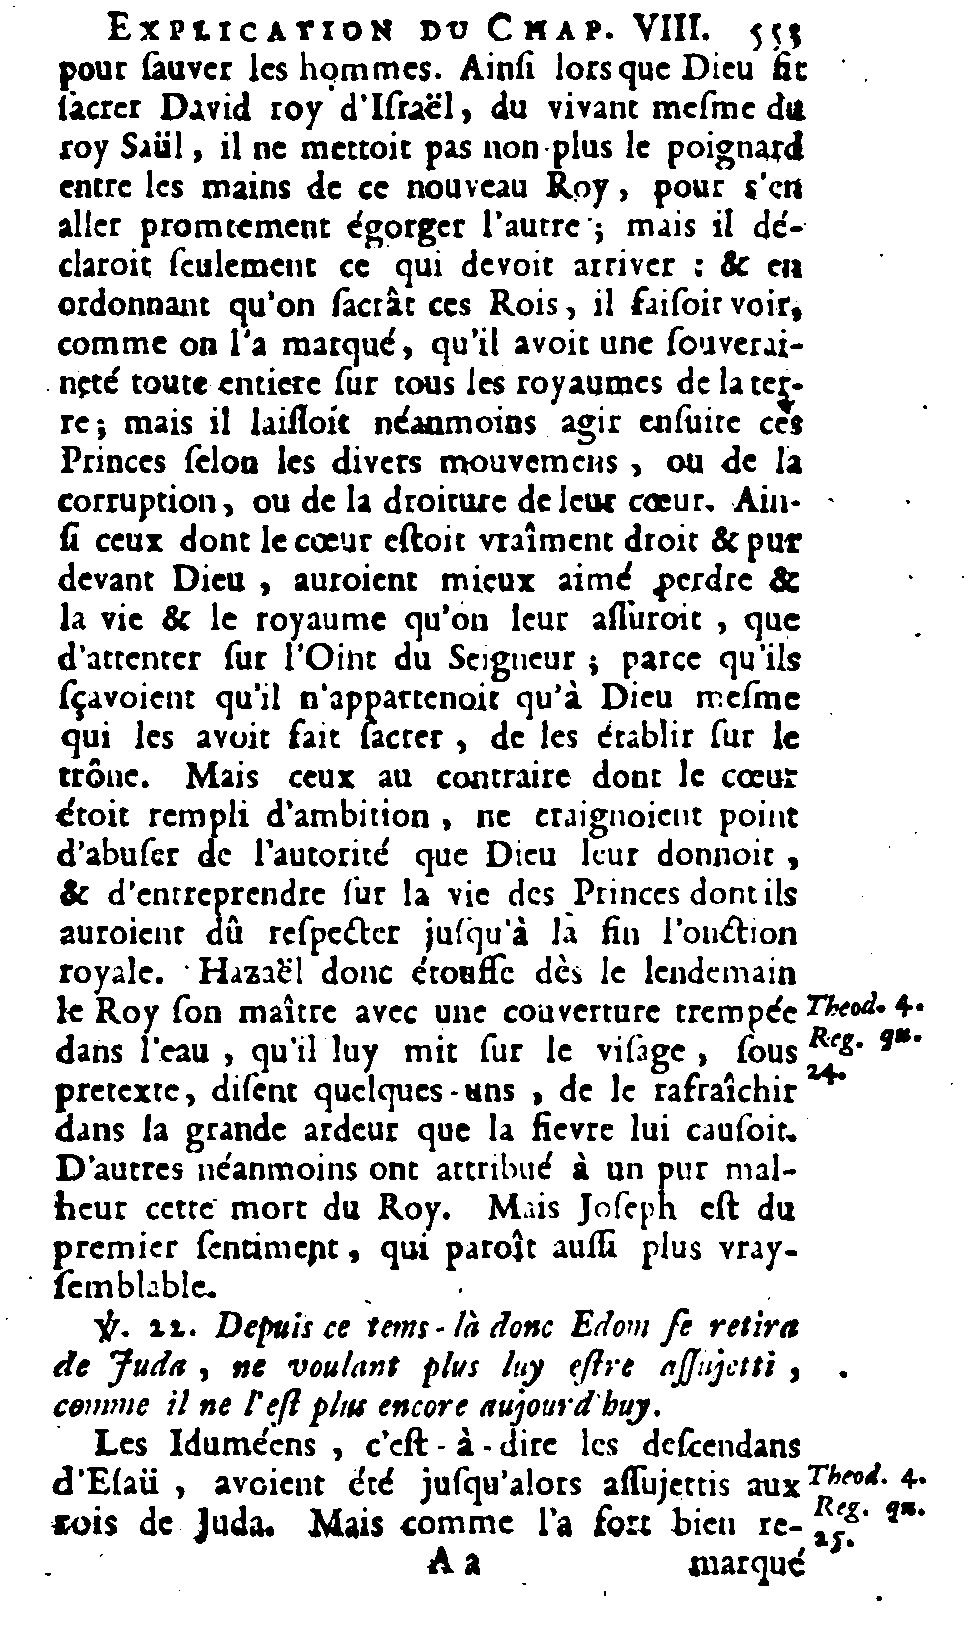 EXPLICATION DU CHAP. VIII. 553
pour ſauver les hommes. Ainſi lorsque Dieu fit
ſacrer David roy d'Iſraël, du vivant meſme du
roy Saül, il ne mettoit pas non-plus le poignard
entre les mains de ce nouveau Roy, pour s'en
aller promtement égorger l'autre ; mais il dé-
claroit ſeulement ce qui devoit arriver : & en
ordonnant qu'on ſacrât ces Rois, il faiſoit voir,
comme on l'a marqué, qu'il avoit une ſouverai-
neté toute entiere ſur tous les royaumes de la ter-
re; mais il laiſſoit néanmoins agir enſuite ces
Princes ſelon les divers mouvemens, ou de la
corruption, ou de la droiture de leur cœur. Ain-
ſi ceux dont le cœur eſtoit vraîment droit & pur
devant Dieu, auroient mieux aimé perdre &
la vie & le royaume qu'on leur aſſuroit, que
d'attenter ſur l'Oint du Seigneur ; parce qu'ils
ſçavoient qu'il n'appartenoit qu'à Dieu meſme
qui les avoit fait ſacrer, de les établir ſur le
trône. Mais ceux au contraire dont le cœur
étoit rempli d'ambition, ne craignoient point
d'abuſer de l'autorité que Dieu leur donnoit,
& d'entreprendre ſur la vie des Princes dont ils
auroient dû reſpecter juſqu'à la fin l'onction
royale. Hazaël donc étouffe dès le lendemain
le Roy ſon maître avec une couverture trempée
dans l'eau, qu'il luy mit ſur le viſage, ſous
pretexte, diſent quelques-uns, de le rafraîchir
dans la grande ardeur que la fievre lui cauſoit.
D'autres néanmoins ont attribué à un pur mal-
heur cette mort du Roy. Mais Joſeph eſt du
premier ſentiment, qui paroît auſſi plus vray-
ſemblable.
Theod. 4.
Reg. qu.
24.
℣. 22. Depuis ce tems-là donc Edom ſe retira
de Juda, ne voulant plus luy eſtre aſſujetti,
comme il ne l'eſt plus encore aujourd'huy.
Les Iduméens, c'eſt-à-dire les deſcendans
d'Eſaü, avoient été juſqu'alors aſſujettis aux
rois de Juda. Mais comme l'a fort bien re-
Theod. 4.
Reg. qu.
25.
A a marqué